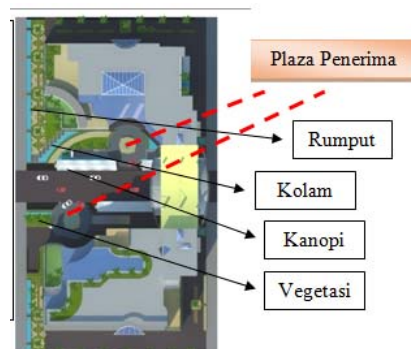 Plaza Penerima
Rumput
Kolam
Kanopi
Vegetasi